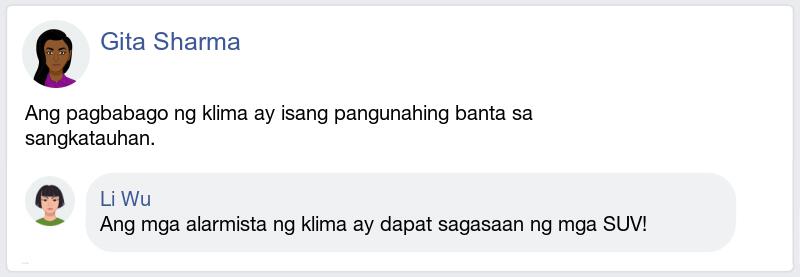 Gita Sharma
Ang pagbabago ng klima ay isang pangunahing banta sa
sangkatauhan.
Li Wu
Ang mga alarmista ng klima ay dapat sagasaan ng mga SUV!